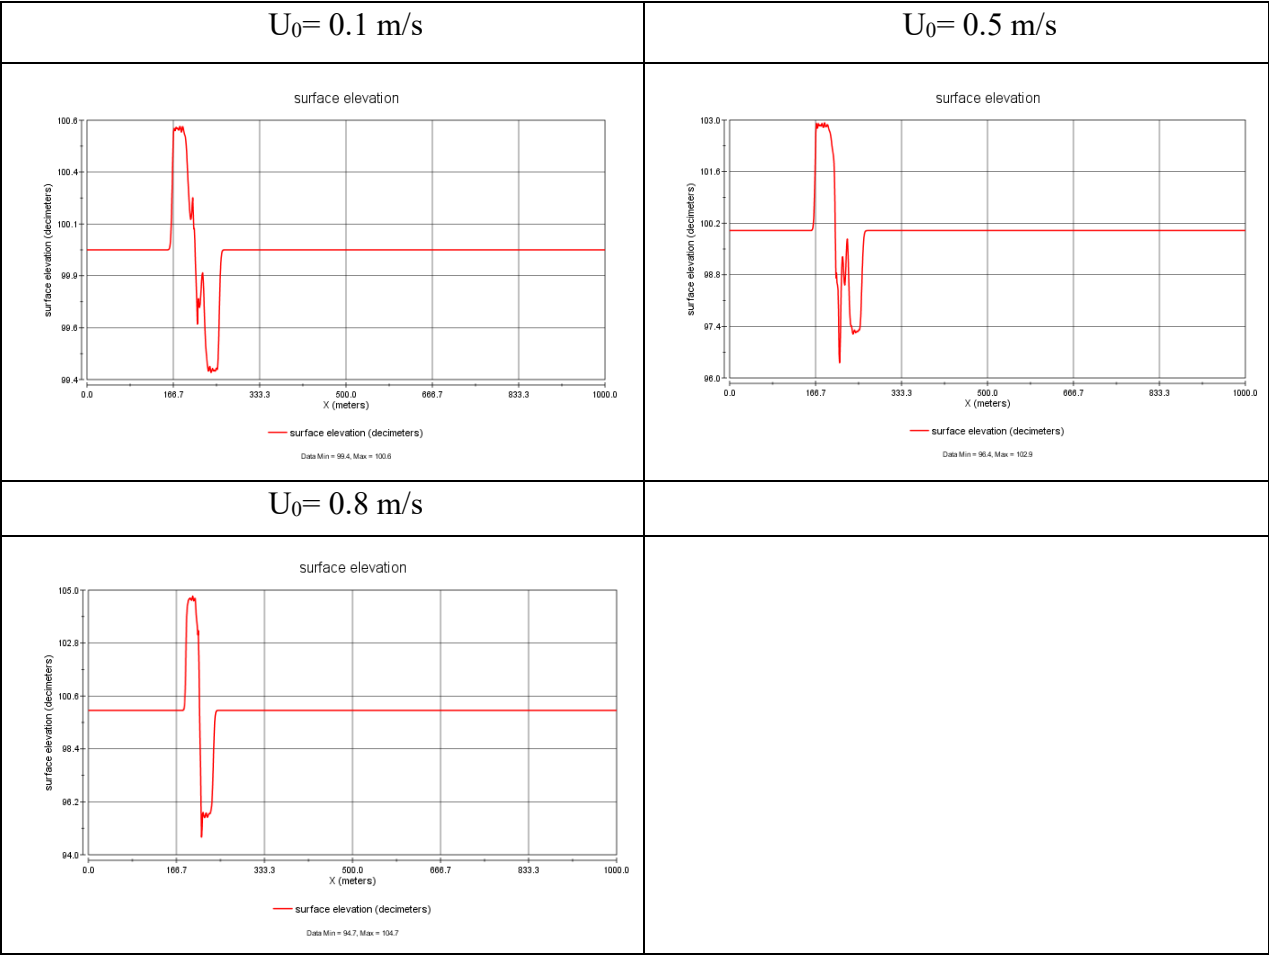 U₀= 0.1 m/s
U₀= 0.5 m/s
surface elevation
100.6
100.4
100.1
99.9
99.6
99.4
surface elevation (decimeters)
0.0 166.7 333.3 500.0 666.7 833.3 1000.0
X (meters)
surface elevation (decimeters)
Data Min = 99.4, Max = 100.6
surface elevation
103.0
101.6
100.2
98.8
97.4
96.0
surface elevation (decimeters)
0.0 166.7 333.3 500.0 666.7 833.3 1000.0
X (meters)
surface elevation (decimeters)
Data Min = 96.4, Max = 102.9
U₀= 0.8 m/s
surface elevation
105.0
102.8
100.6
98.4
96.2
94.0
surface elevation (decimeters)
0.0 166.7 333.3 500.0 666.7 833.3 1000.0
X (meters)
surface elevation (decimeters)
Data Min = 94.7, Max = 104.7